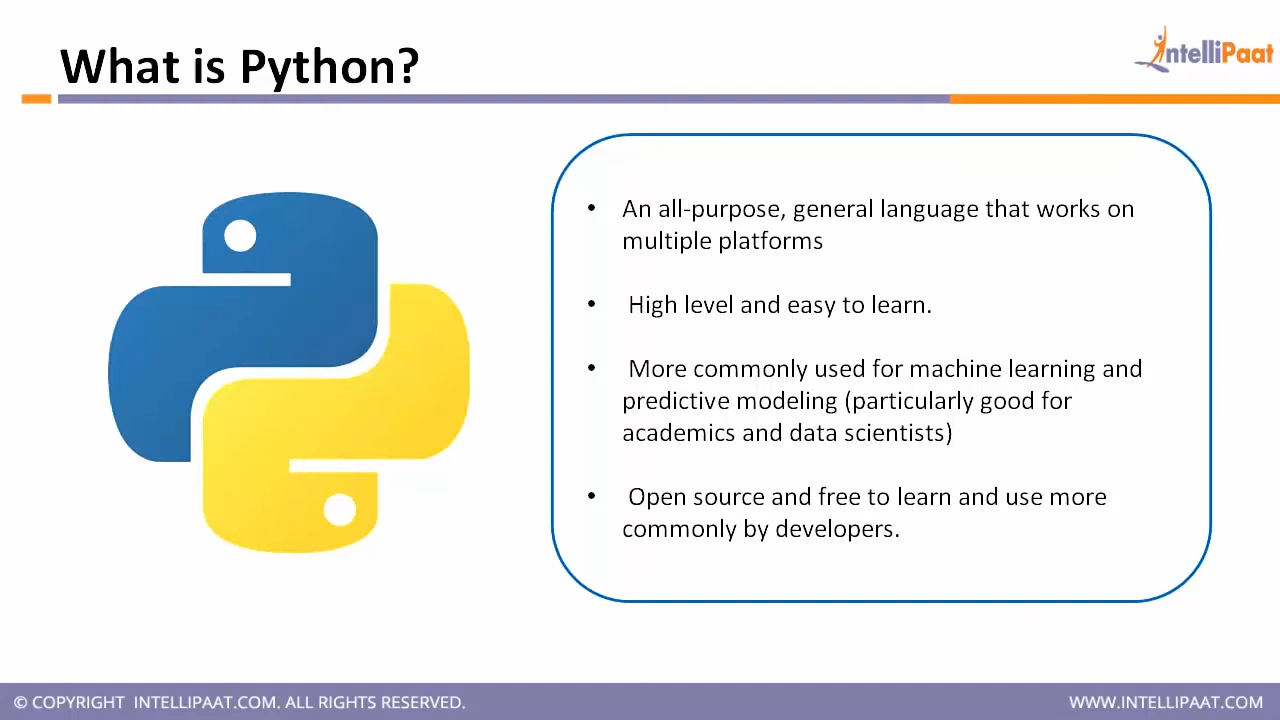 What is Python?
IntelliPaat
• An all-purpose, general language that works on
multiple platforms
• High level and easy to learn.
• More commonly used for machine learning and
predictive modeling (particularly good for
academics and data scientists)
• Open source and free to learn and use more
commonly by developers.
© COPYRIGHT INTELLIPAAT.COM. ALL RIGHTS RESERVED.
WWW.INTELLIPAAT.COM